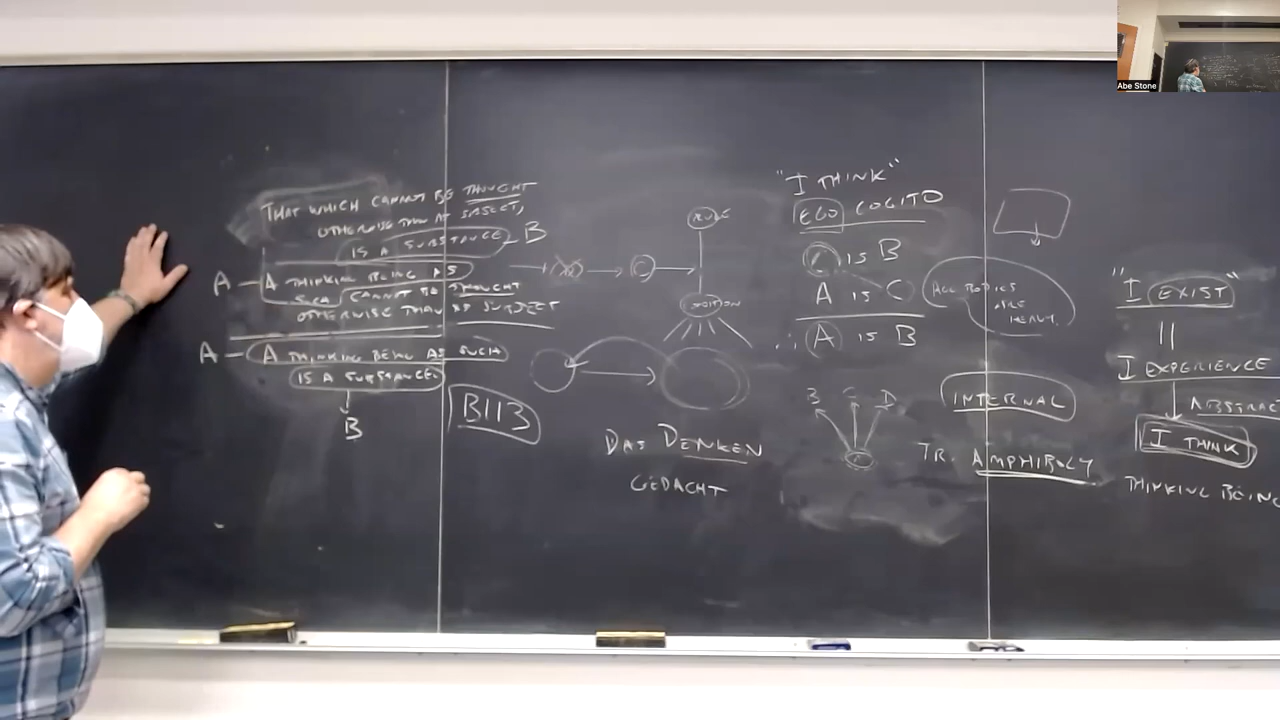 Abe Stone
THAT WHICH CANNOT BE THOUGHT
OTHERWISE THAN AS SUBJECT,
IS A SUBSTANCE - B
A - A THINKING BEING AS
SUCH CANNOT BE THOUGHT
OTHERWISE THAN AS SUBJECT
A - A THINKING BEING AS SUCH
IS A SUBSTANCE
B
B113
C
RULE
DAS DENKEN
GEDACHT
"I THINK"
EGO COGITO
C IS B
A IS C
∴ A IS B
B C D
ALL BODIES
ARE
HEAVY.
INTERNAL
TR. AMPHIBOLY
"I EXIST"
||
I EXPERIENCE
ABSTRAC
I THINK
THINKING BEING